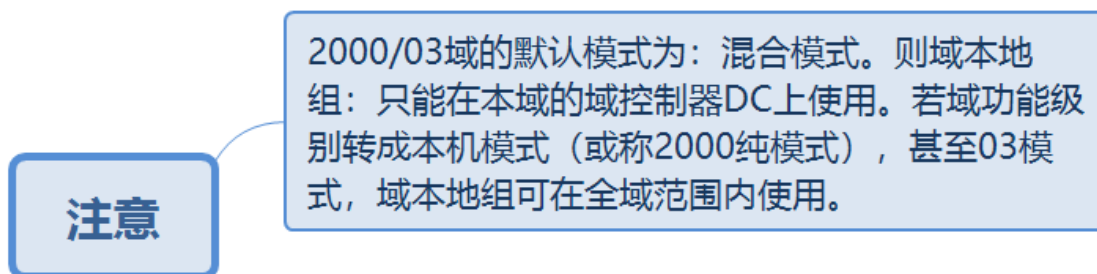 2000/03域的默认模式为：混合模式。则域本地
组：只能在本域的域控制器DC上使用。若域功能级
别转成本机模式（或称2000纯模式），甚至03模
式，域本地组可在全域范围内使用。
注意